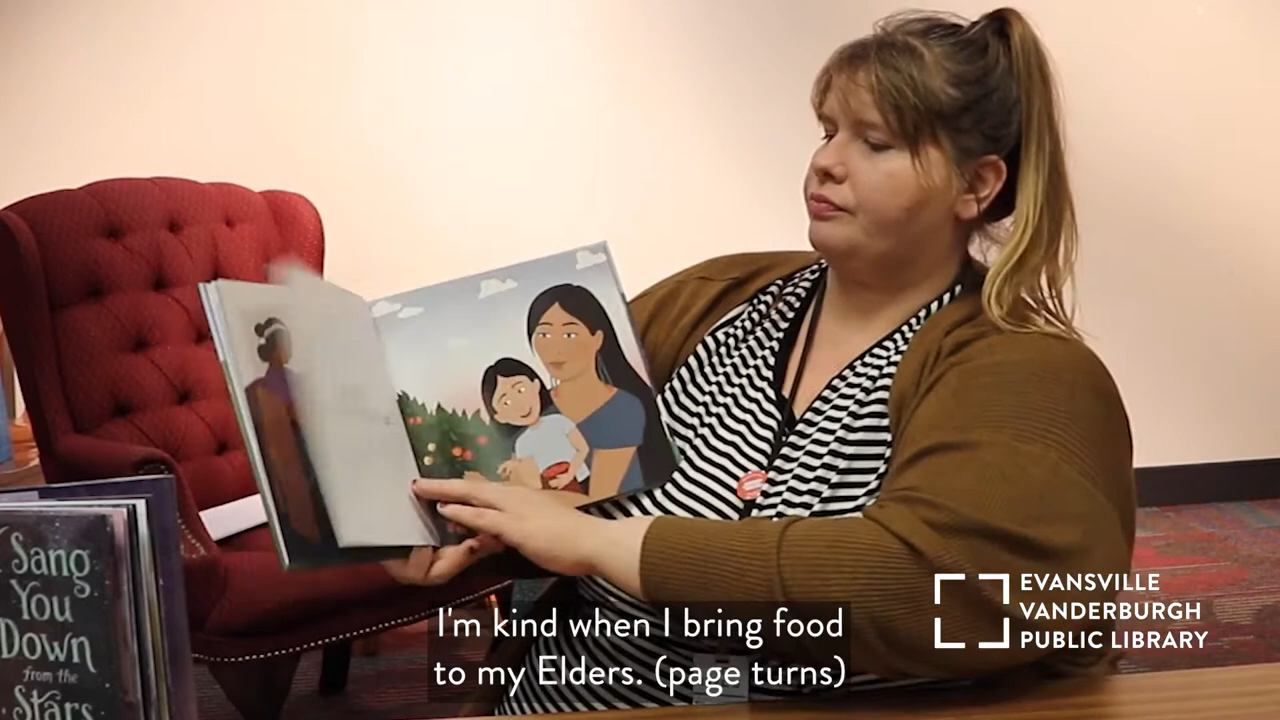 Sang
You
Down
from the
Stars
I'm kind when I bring food
to my Elders. (page turns)
EVANSVILLE
VANDERBURGH
PUBLIC LIBRARY